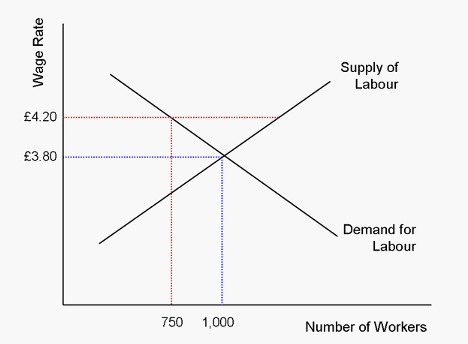 Wage Rate
Supply of
Labour
£4.20
£3.80
Demand for
Labour
750
1,000
Number of Workers